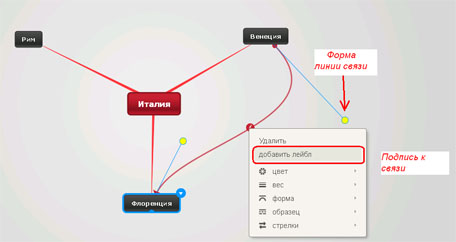 Рим
Венеция
Форма
линии связи
Италия
Удалить
добавить лейбл
Подпись к
связи
цвет
вес
форма
образец
стрелки
Флоренция